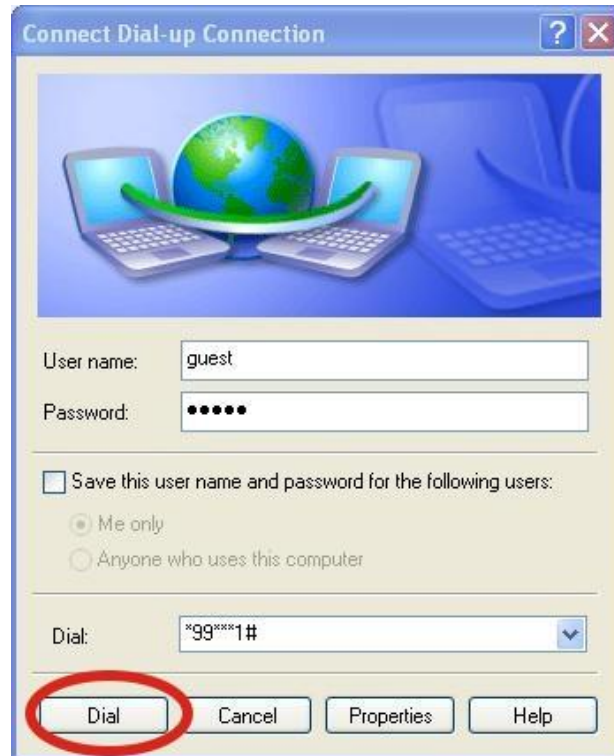 Connect Dial-up Connection
User name: guest
Password: •••••
Save this user name and password for the following users:
Me only
Anyone who uses this computer
Dial: *99***1#
Dial Cancel Properties Help